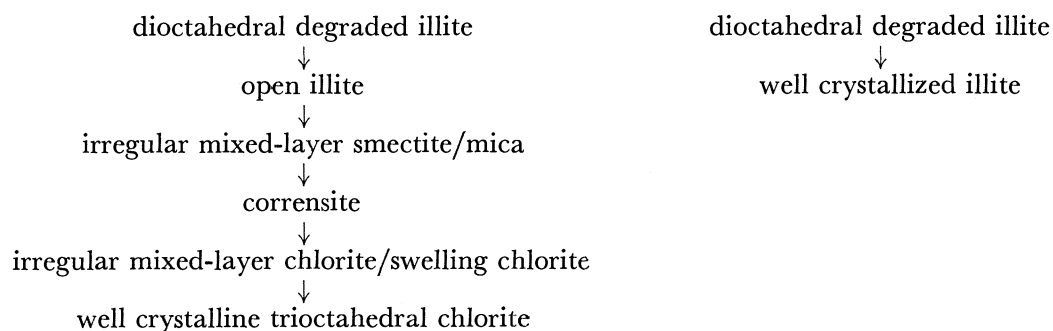 dioctahedral degraded illite
↓
open illite
↓
irregular mixed-layer smectite/mica
↓
corrensite
↓
irregular mixed-layer chlorite/swelling chlorite
↓
well crystalline trioctahedral chlorite
dioctahedral degraded illite
↓
well crystallized illite